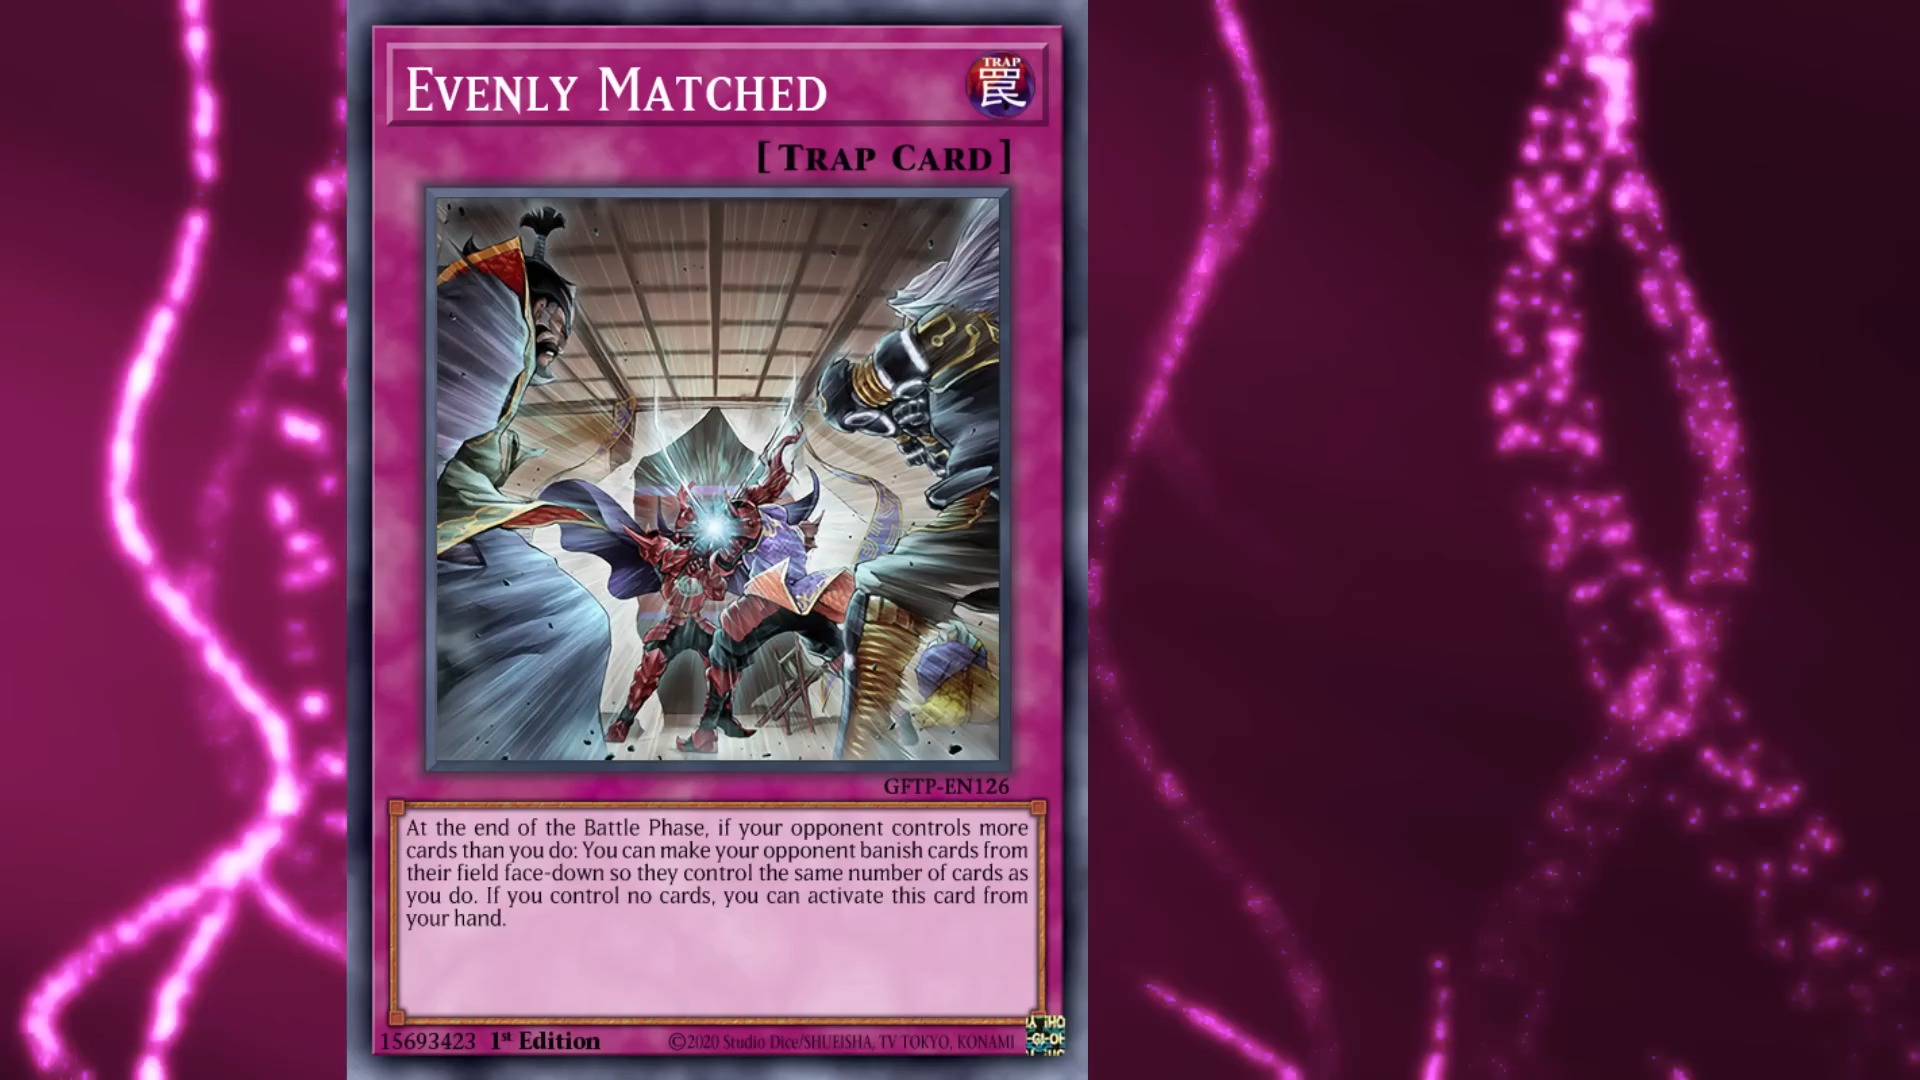 EVENLY MATCHED
TRAP
罠
[TRAP CARD]
GFTP-EN126
At the end of the Battle Phase, if your opponent controls more
cards than you do: You can make your opponent banish cards from
their field face-down so they control the same number of cards as
you do. If you control no cards, you can activate this card from
your hand.
15693423 1st Edition ©2020 Studio Dice/SHUEISHA, TV TOKYO, KONAMI